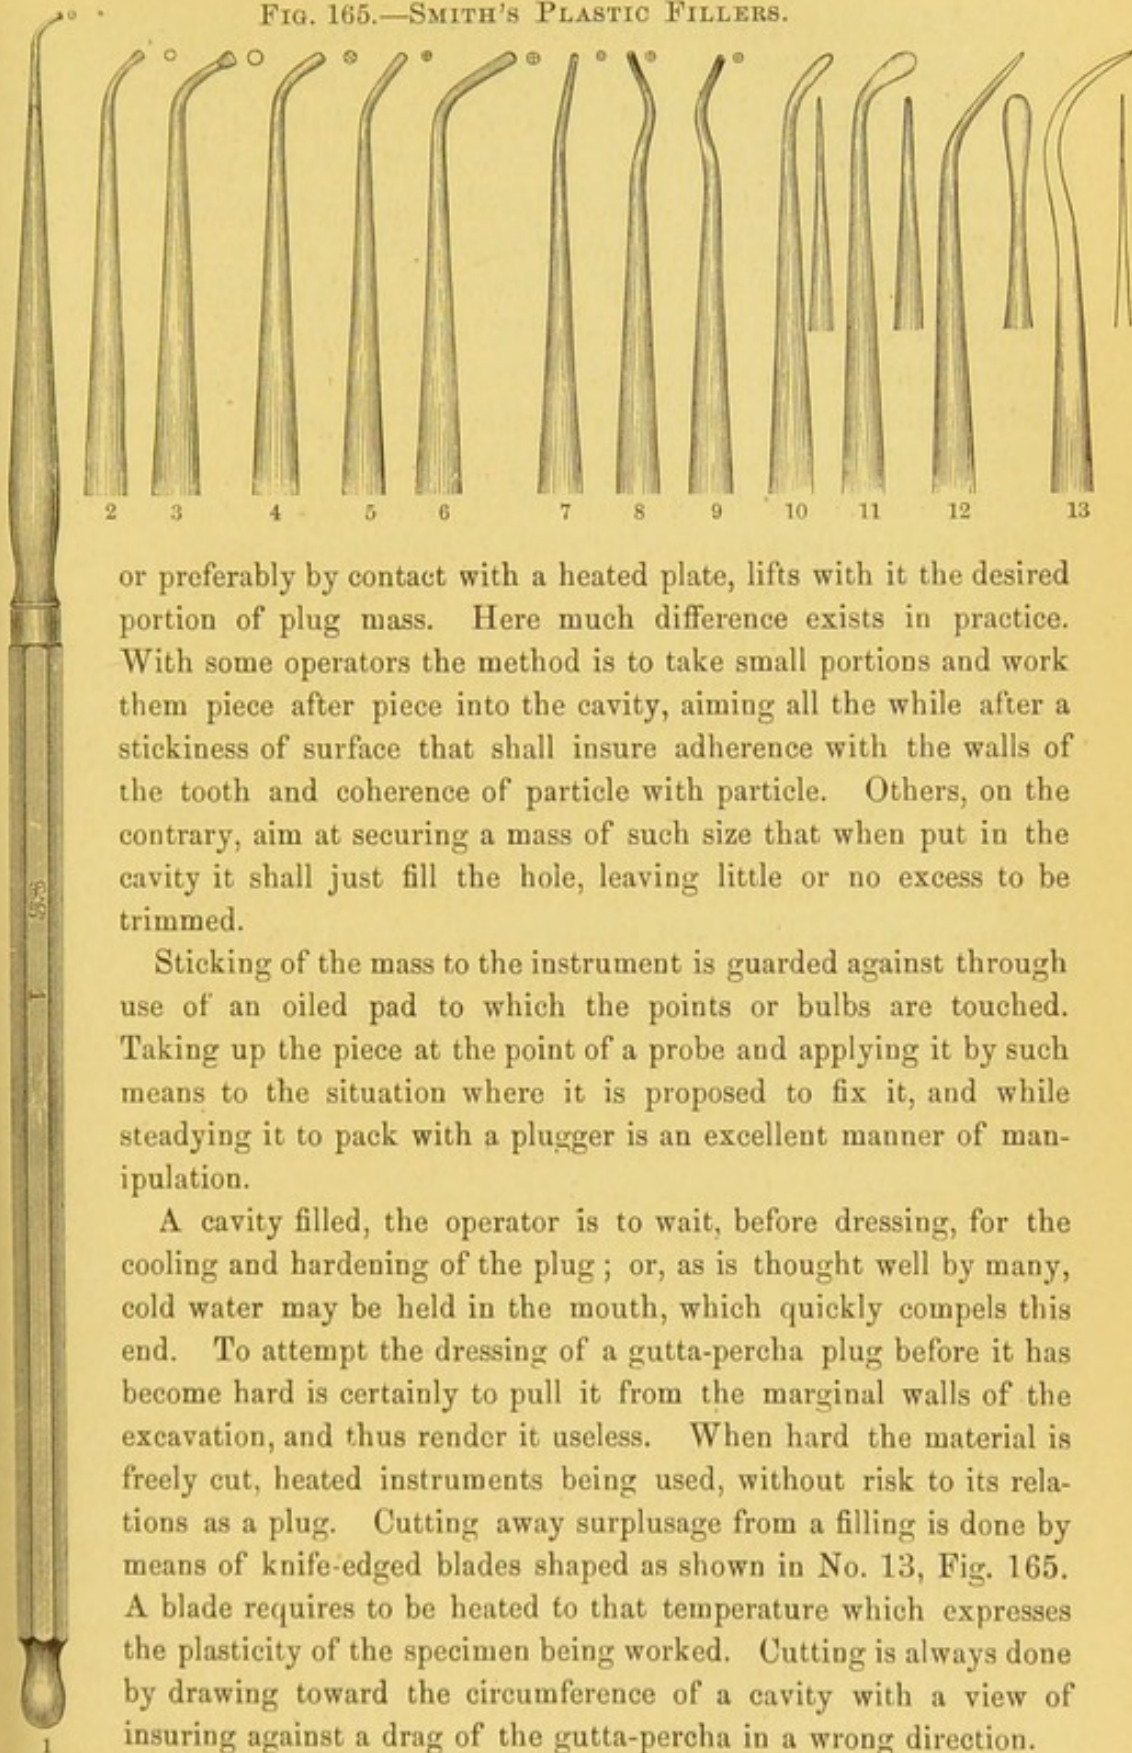 Fig. 165.—Smith's Plastic Fillers.
2 3 4 5 6 7 8 9 10 11 12 13
or preferably by contact with a heated plate, lifts with it the desired
portion of plug mass. Here much difference exists in practice.
With some operators the method is to take small portions and work
them piece after piece into the cavity, aiming all the while after a
stickiness of surface that shall insure adherence with the walls of
the tooth and coherence of particle with particle. Others, on the
contrary, aim at securing a mass of such size that when put in the
cavity it shall just fill the hole, leaving little or no excess to be
trimmed.
Sticking of the mass to the instrument is guarded against through
use of an oiled pad to which the points or bulbs are touched.
Taking up the piece at the point of a probe and applying it by such
means to the situation where it is proposed to fix it, and while
steadying it to pack with a plugger is an excellent manner of man-
ipulation.
A cavity filled, the operator is to wait, before dressing, for the
cooling and hardening of the plug; or, as is thought well by many,
cold water may be held in the mouth, which quickly compels this
end. To attempt the dressing of a gutta-percha plug before it has
become hard is certainly to pull it from the marginal walls of the
excavation, and thus render it useless. When hard the material is
freely cut, heated instruments being used, without risk to its rela-
tions as a plug. Cutting away surplusage from a filling is done by
means of knife-edged blades shaped as shown in No. 13, Fig. 165.
A blade requires to be heated to that temperature which expresses
the plasticity of the specimen being worked. Cutting is always done
by drawing toward the circumference of a cavity with a view of
insuring against a drag of the gutta-percha in a wrong direction.
1
1